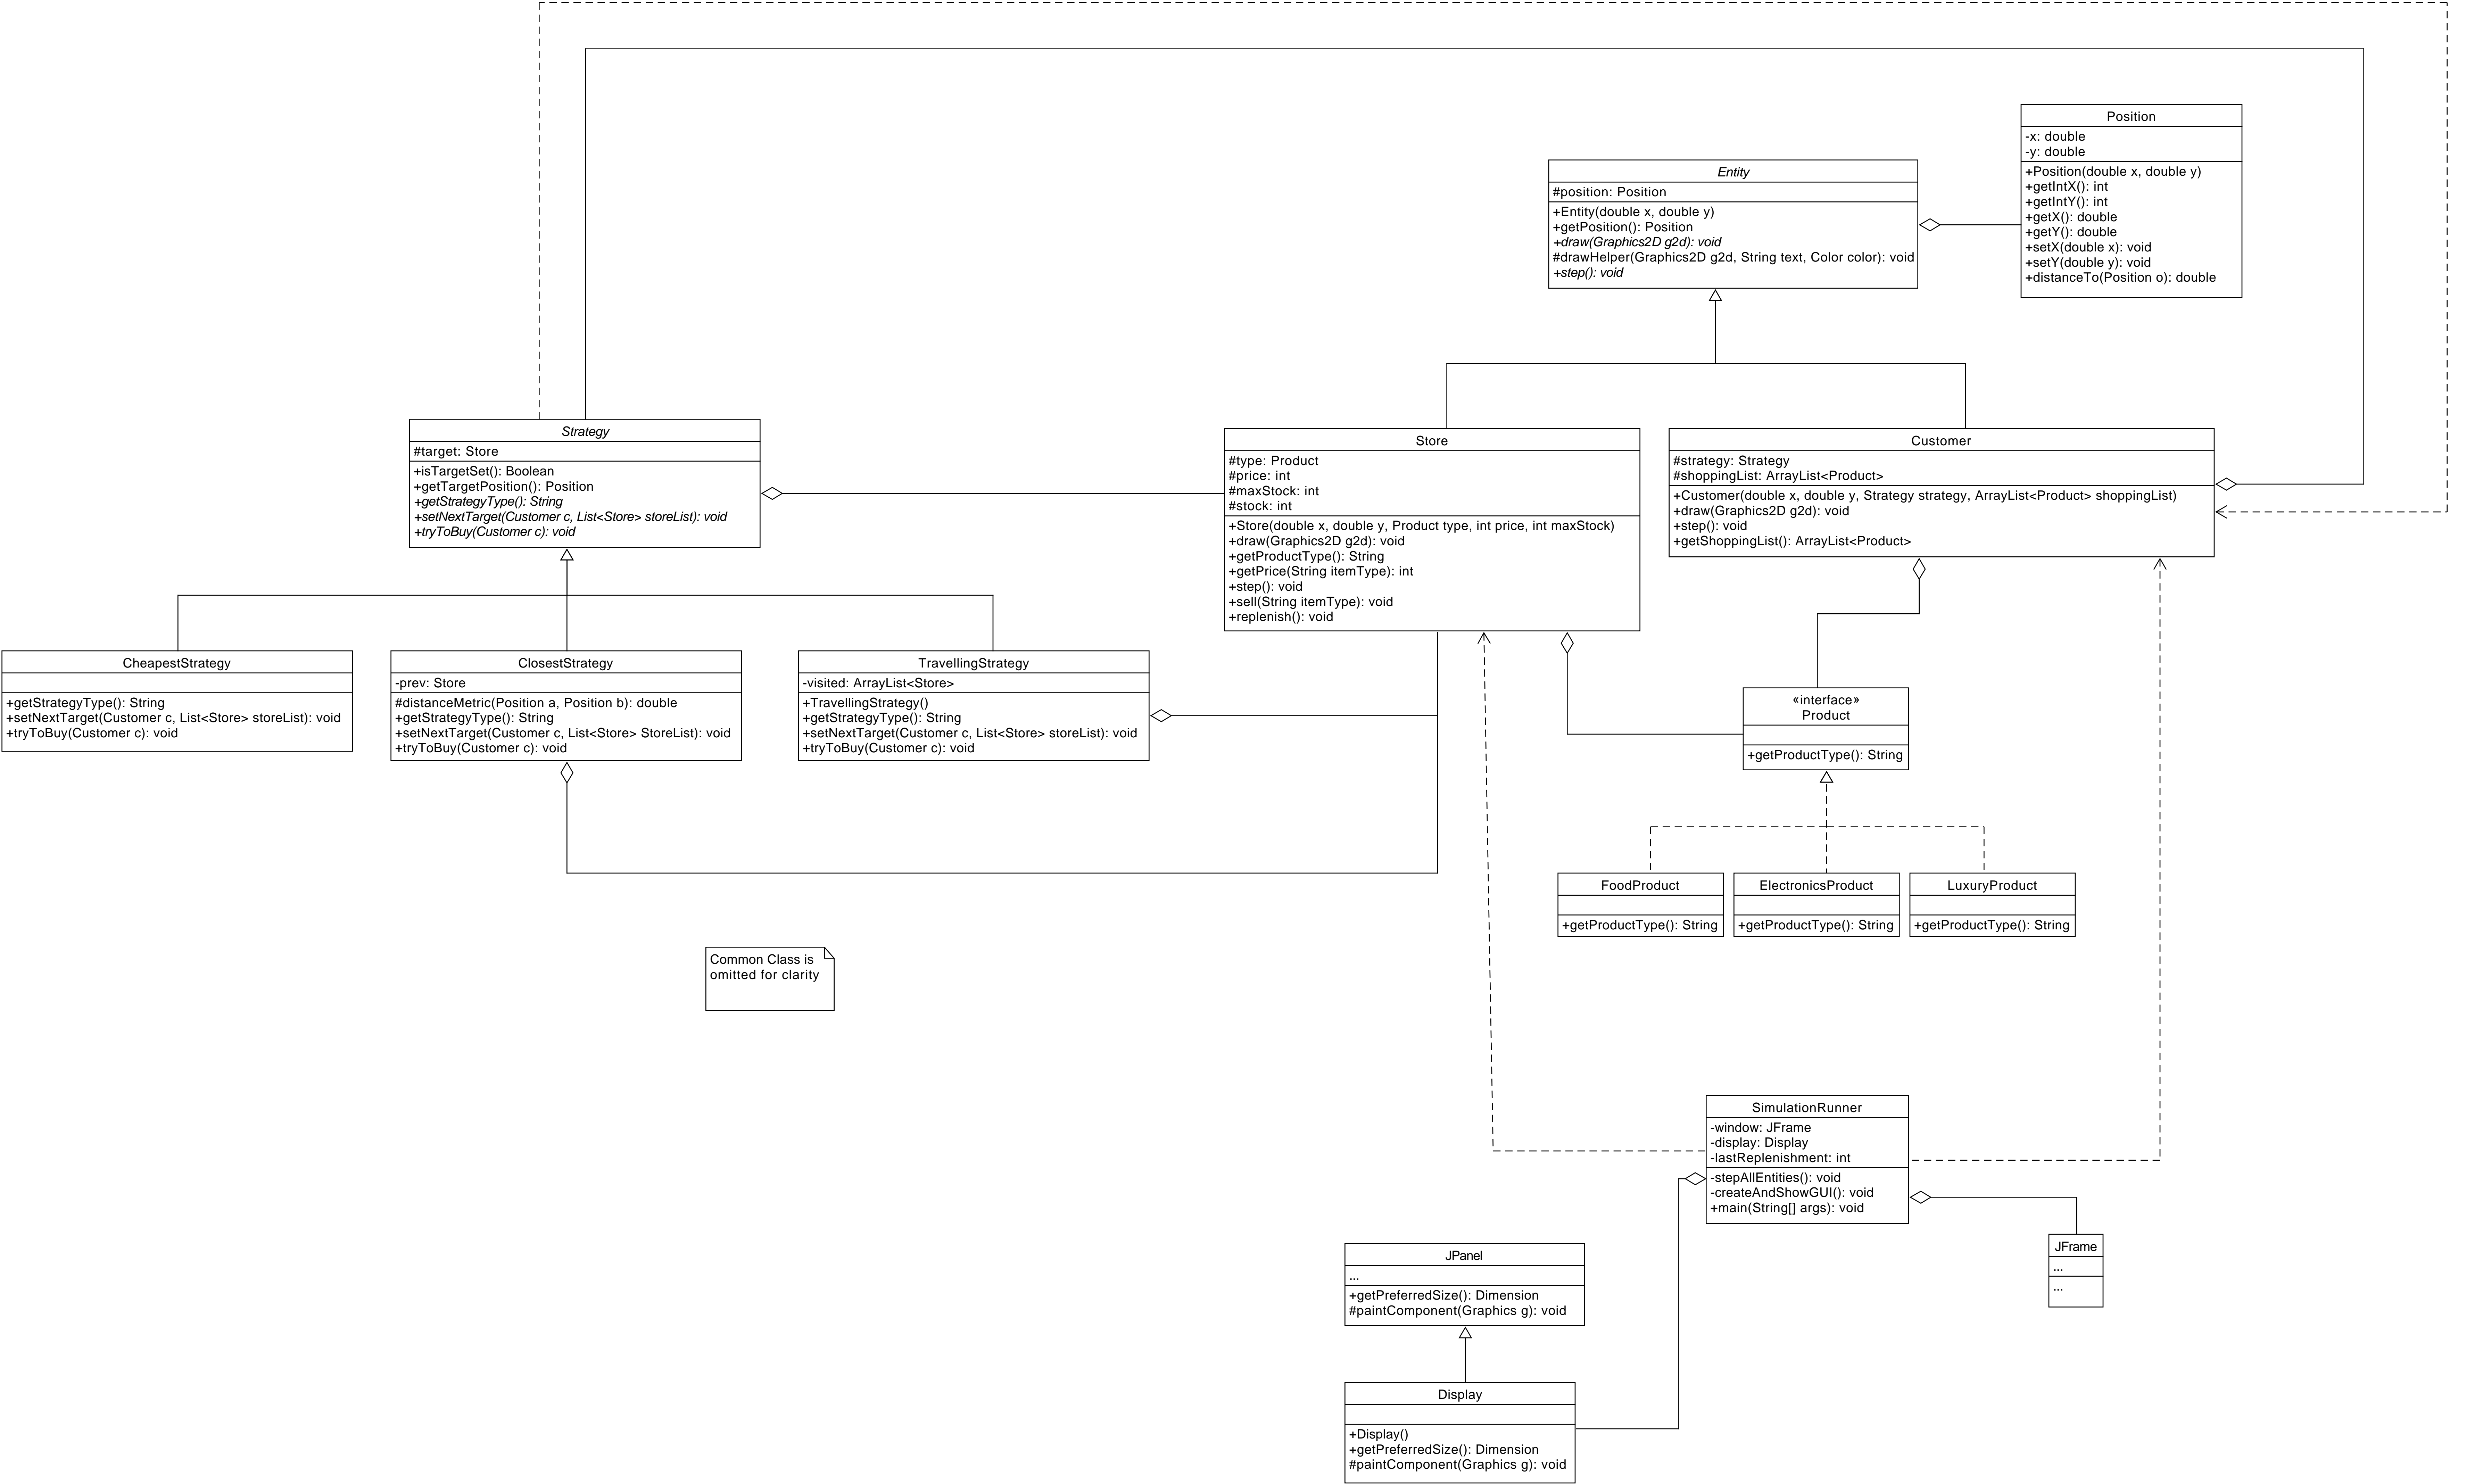 Position
-x: double
-y: double
+Position(double x, double y)
+getIntX(): int
+getIntY(): int
+getX(): double
+getY(): double
+setX(double x): void
+setY(double y): void
+distanceTo(Position o): double
Entity
#position: Position
+Entity(double x, double y)
+getPosition(): Position
+draw(Graphics2D g2d): void
#drawHelper(Graphics2D g2d, String text, Color color): void
+step(): void
Strategy
#target: Store
+isTargetSet(): Boolean
+getTargetPosition(): Position
+getStrategyType(): String
+setNextTarget(Customer c, List<Store> storeList): void
+tryToBuy(Customer c): void
Store
#type: Product
#price: int
#maxStock: int
#stock: int
+Store(double x, double y, Product type, int price, int maxStock)
+draw(Graphics2D g2d): void
+getProductType(): String
+getPrice(String itemType): int
+step(): void
+sell(String itemType): void
+replenish(): void
Customer
#strategy: Strategy
#shoppingList: ArrayList<Product>
+Customer(double x, double y, Strategy strategy, ArrayList<Product> shoppingList)
+draw(Graphics2D g2d): void
+step(): void
+getShoppingList(): ArrayList<Product>
CheapestStrategy
+getStrategyType(): String
+setNextTarget(Customer c, List<Store> storeList): void
+tryToBuy(Customer c): void
ClosestStrategy
-prev: Store
#distanceMetric(Position a, Position b): double
+getStrategyType(): String
+setNextTarget(Customer c, List<Store> StoreList): void
+tryToBuy(Customer c): void
TravellingStrategy
-visited: ArrayList<Store>
+TravellingStrategy()
+getStrategyType(): String
+setNextTarget(Customer c, List<Store> storeList): void
+tryToBuy(Customer c): void
«interface»
Product
+getProductType(): String
FoodProduct
+getProductType(): String
ElectronicsProduct
+getProductType(): String
LuxuryProduct
+getProductType(): String
Common Class is
omitted for clarity
SimulationRunner
-window: JFrame
-display: Display
-lastReplenishment: int
-stepAllEntities(): void
-createAndShowGUI(): void
+main(String[] args): void
JFrame
...
...
JPanel
...
+getPreferredSize(): Dimension
#paintComponent(Graphics g): void
Display
+Display()
+getPreferredSize(): Dimension
#paintComponent(Graphics g): void